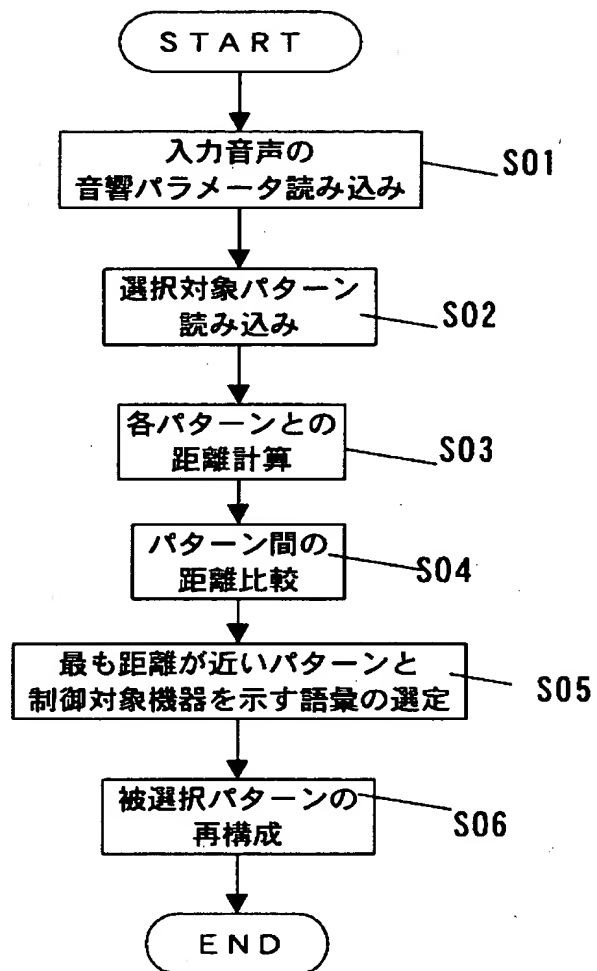 START
入力音声の
音響パラメータ読み込み
S01
選択対象パターン
読み込み
S02
各パターンとの
距離計算
S03
パターン間の
距離比較
S04
最も距離が近いパターンと
制御対象機器を示す語彙の選定
S05
被選択パターンの
再構成
S06
END